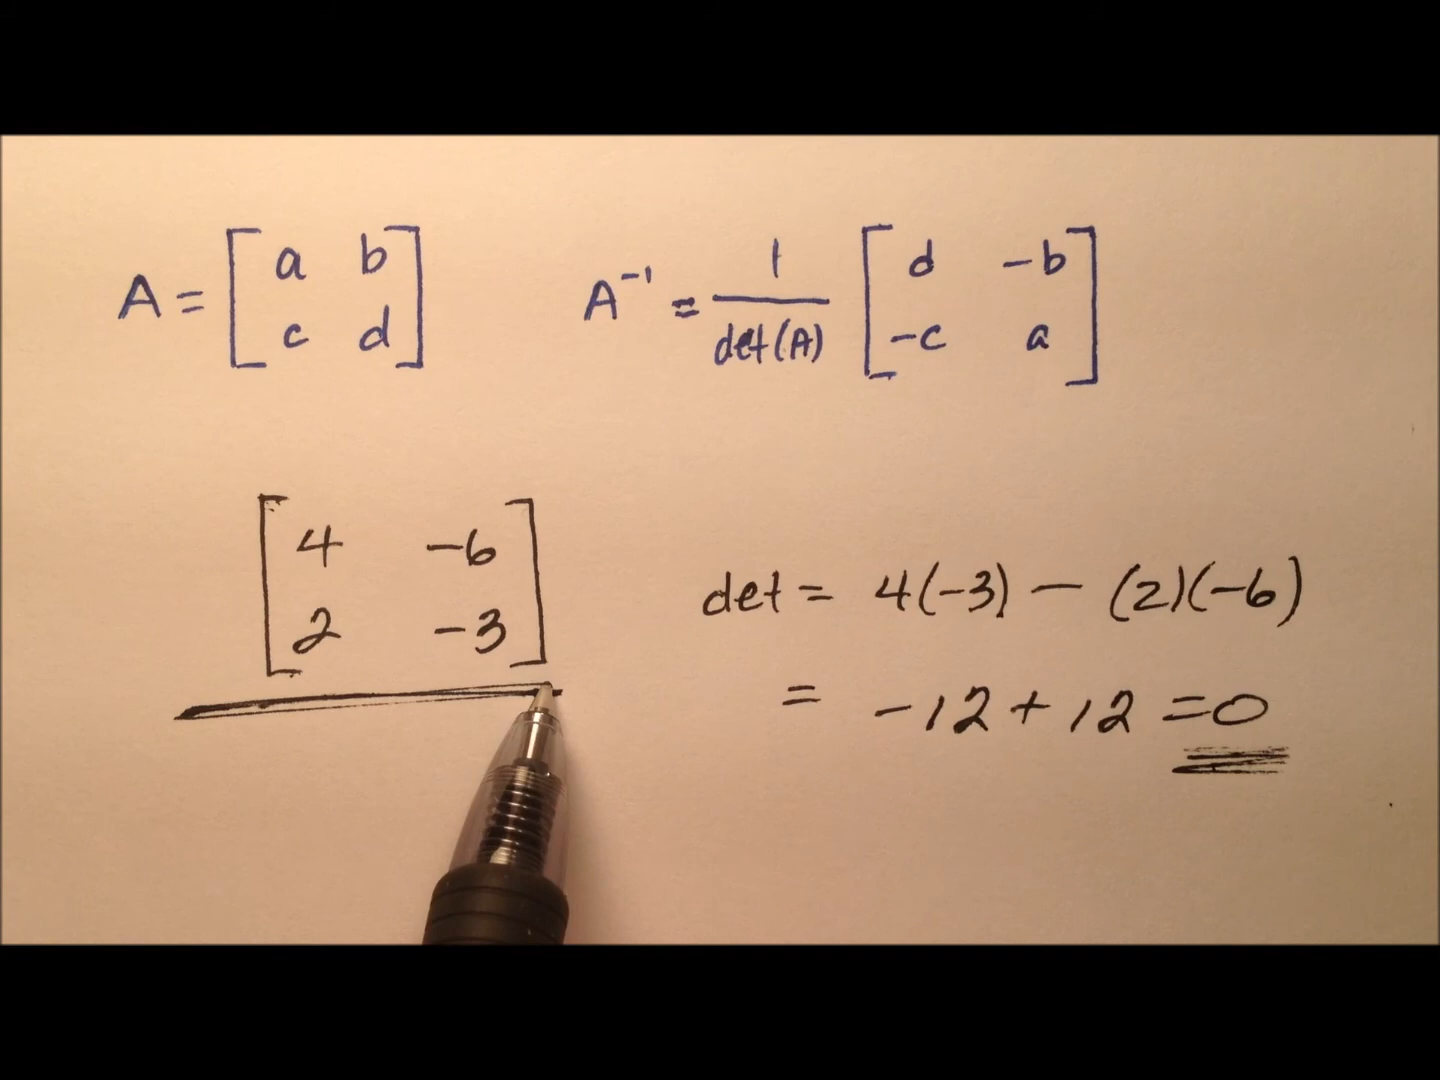 A = [a b
c d]
A⁻¹ = 1/det(A) [d -b
-c a]
[4 -6
2 -3]
det = 4(-3) - (2)(-6)
= -12 + 12 = 0